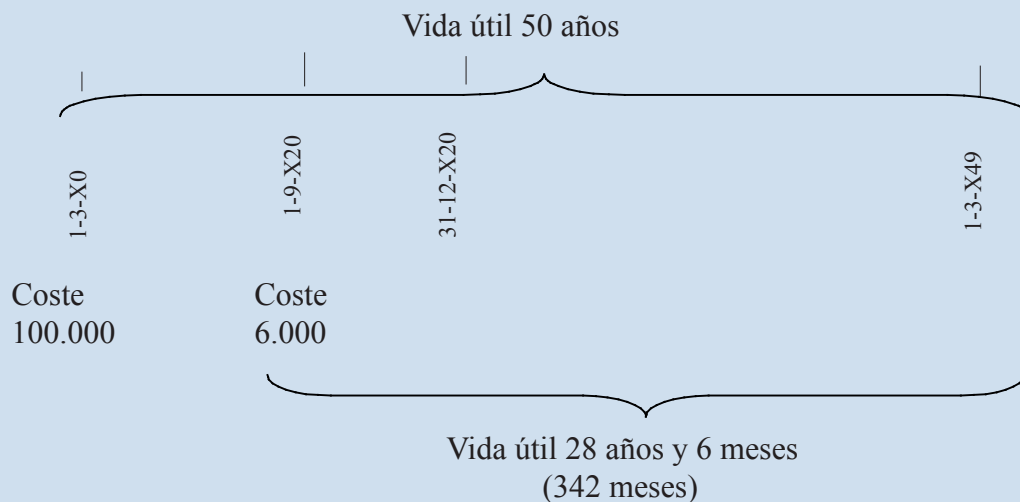 Vida útil 50 años
1-3-X0
1-9-X20
31-12-X20
1-3-X49
Coste
100.000
Coste
6.000
Vida útil 28 años y 6 meses
(342 meses)